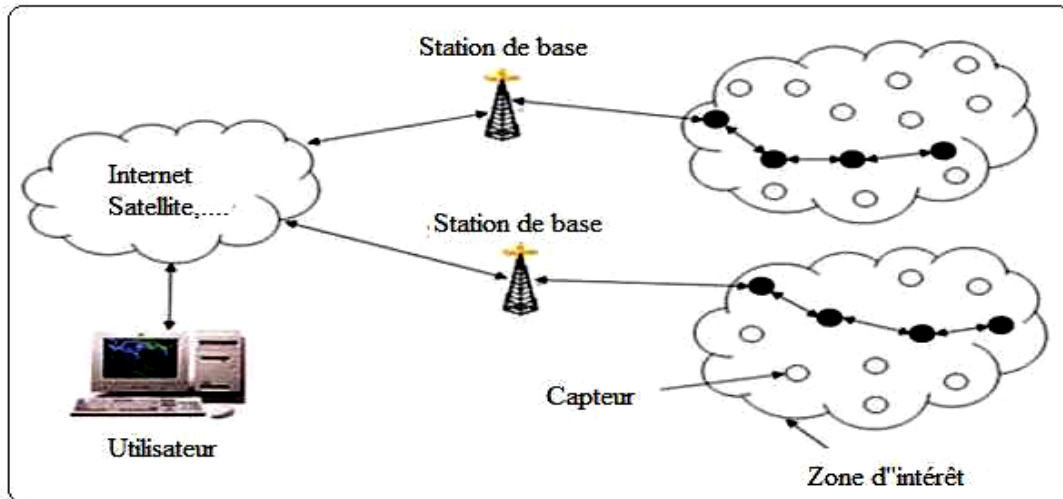 Station de base
Internet
Satellite,....
Station de base
Capteur
Utilisateur
Zone d"intérêt